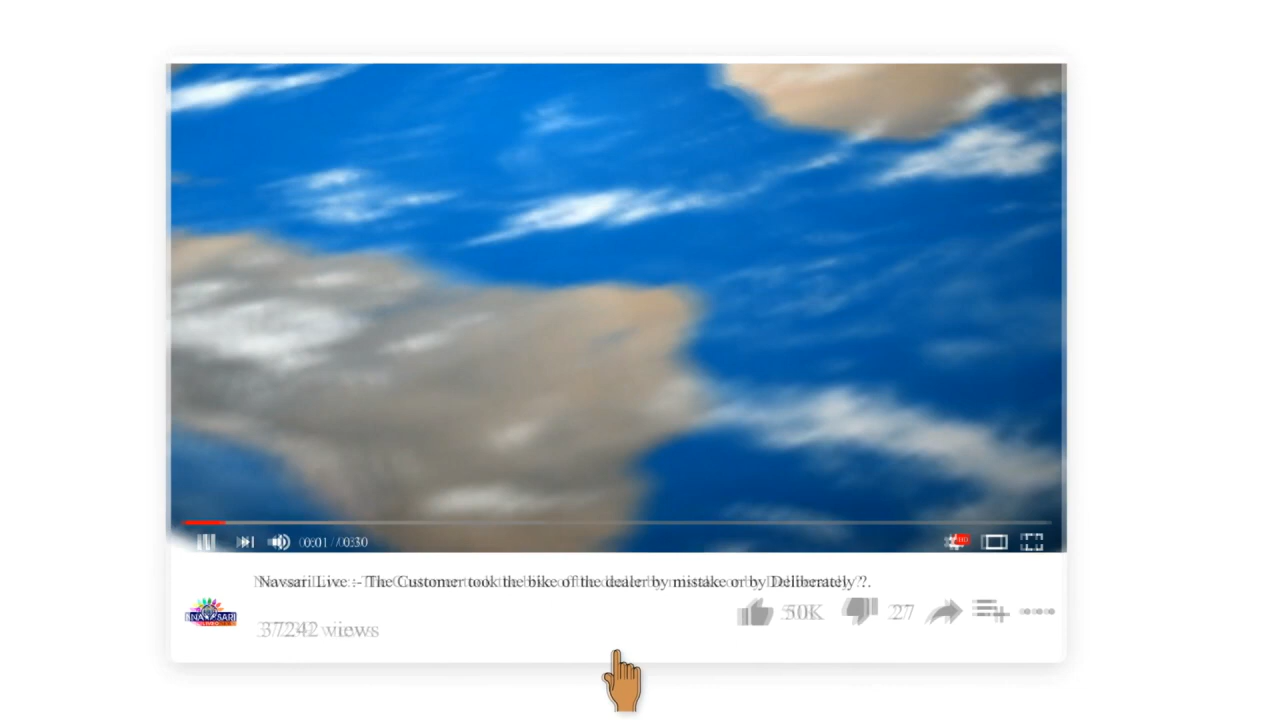 0:01 / 0:30
Navsari Live :- The Customer took the bike of the dealer by mistake or by Deliberately ?.
50K
27
NAVSARI
37242 views